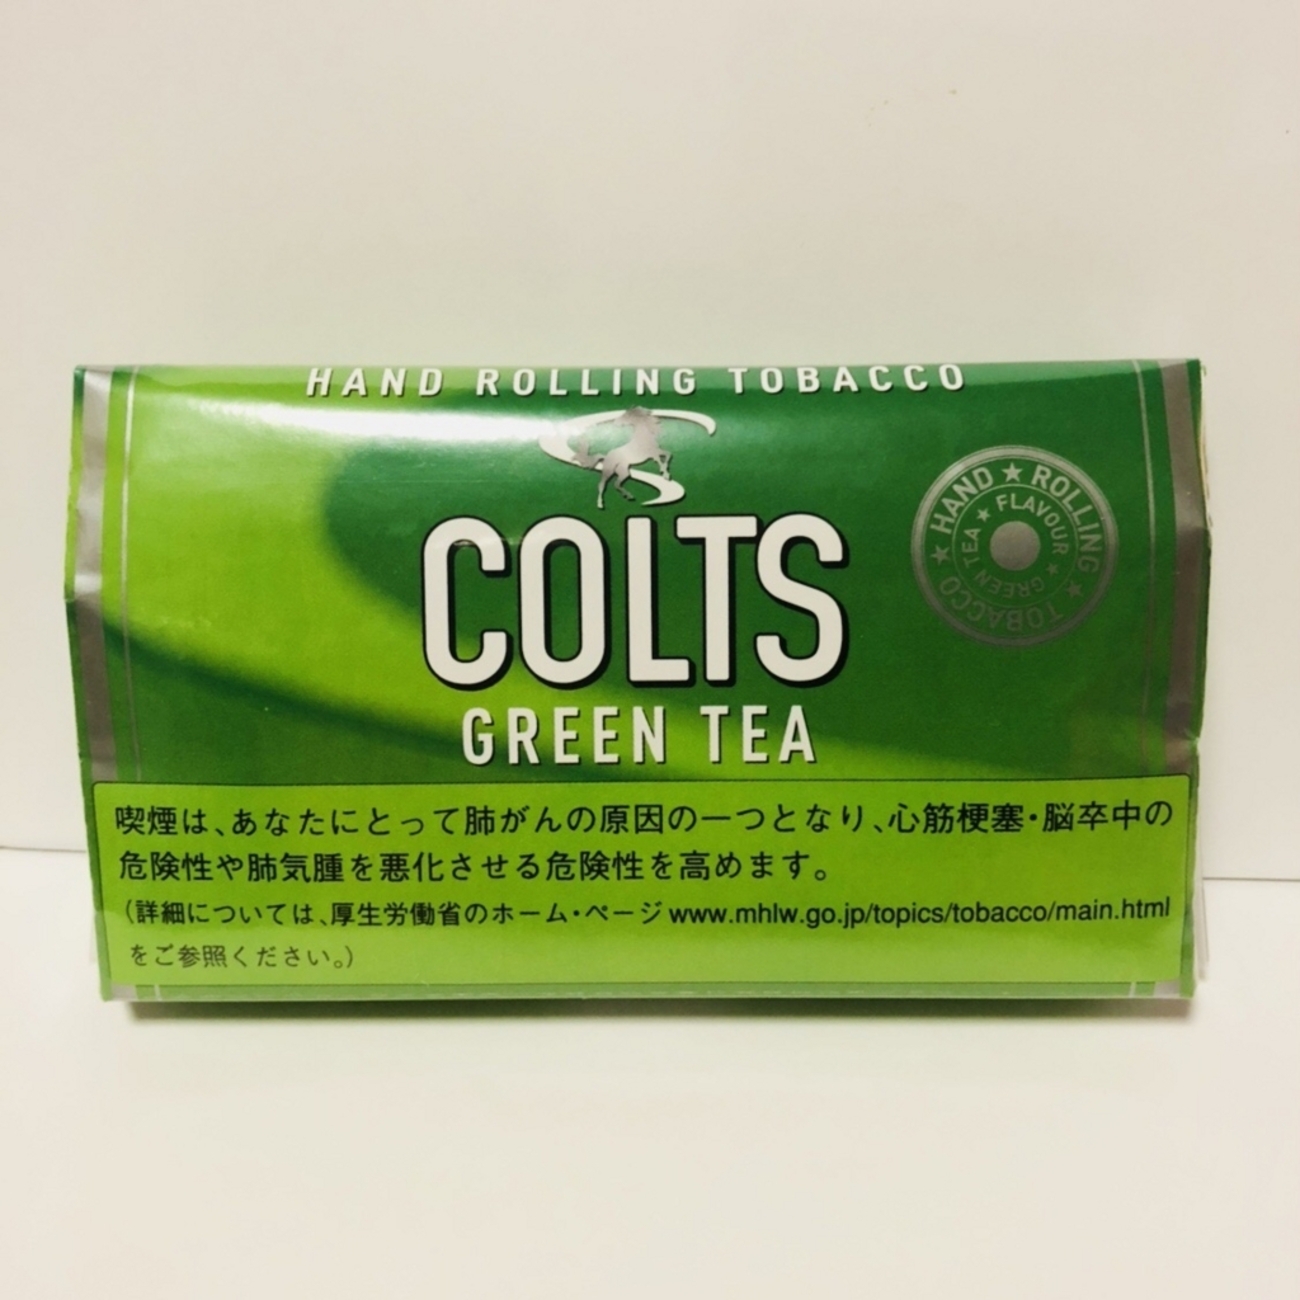 HAND ROLLING TOBACCO
COLTS
GREEN TEA
HAND ★ ROLLING ★ TOBACCO ★
FLAVOUR ★ GREEN TEA ★
喫煙は、あなたにとって肺がんの原因の一つとなり、心筋梗塞・脳卒中の
危険性や肺気腫を悪化させる危険性を高めます。
(詳細については、厚生労働省のホーム・ページ www.mhlw.go.jp/topics/tobacco/main.html
をご参照ください。)